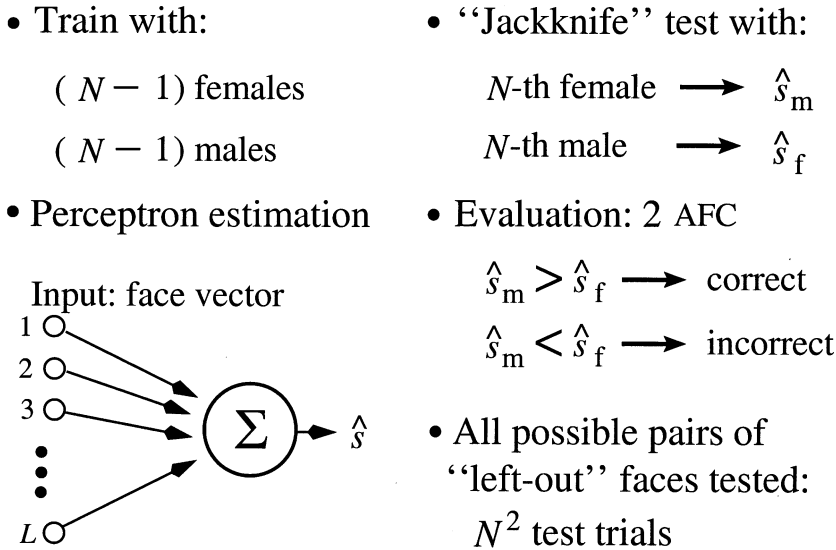 • Train with:
( N − 1) females
( N − 1) males
• Perceptron estimation
Input: face vector
1
2
3
L
Σ
ŝ
• ‘‘Jackknife’’ test with:
N-th female → ŝm
N-th male → ŝf
• Evaluation: 2 AFC
ŝm > ŝf → correct
ŝm < ŝf → incorrect
• All possible pairs of
‘‘left-out’’ faces tested:
N² test trials